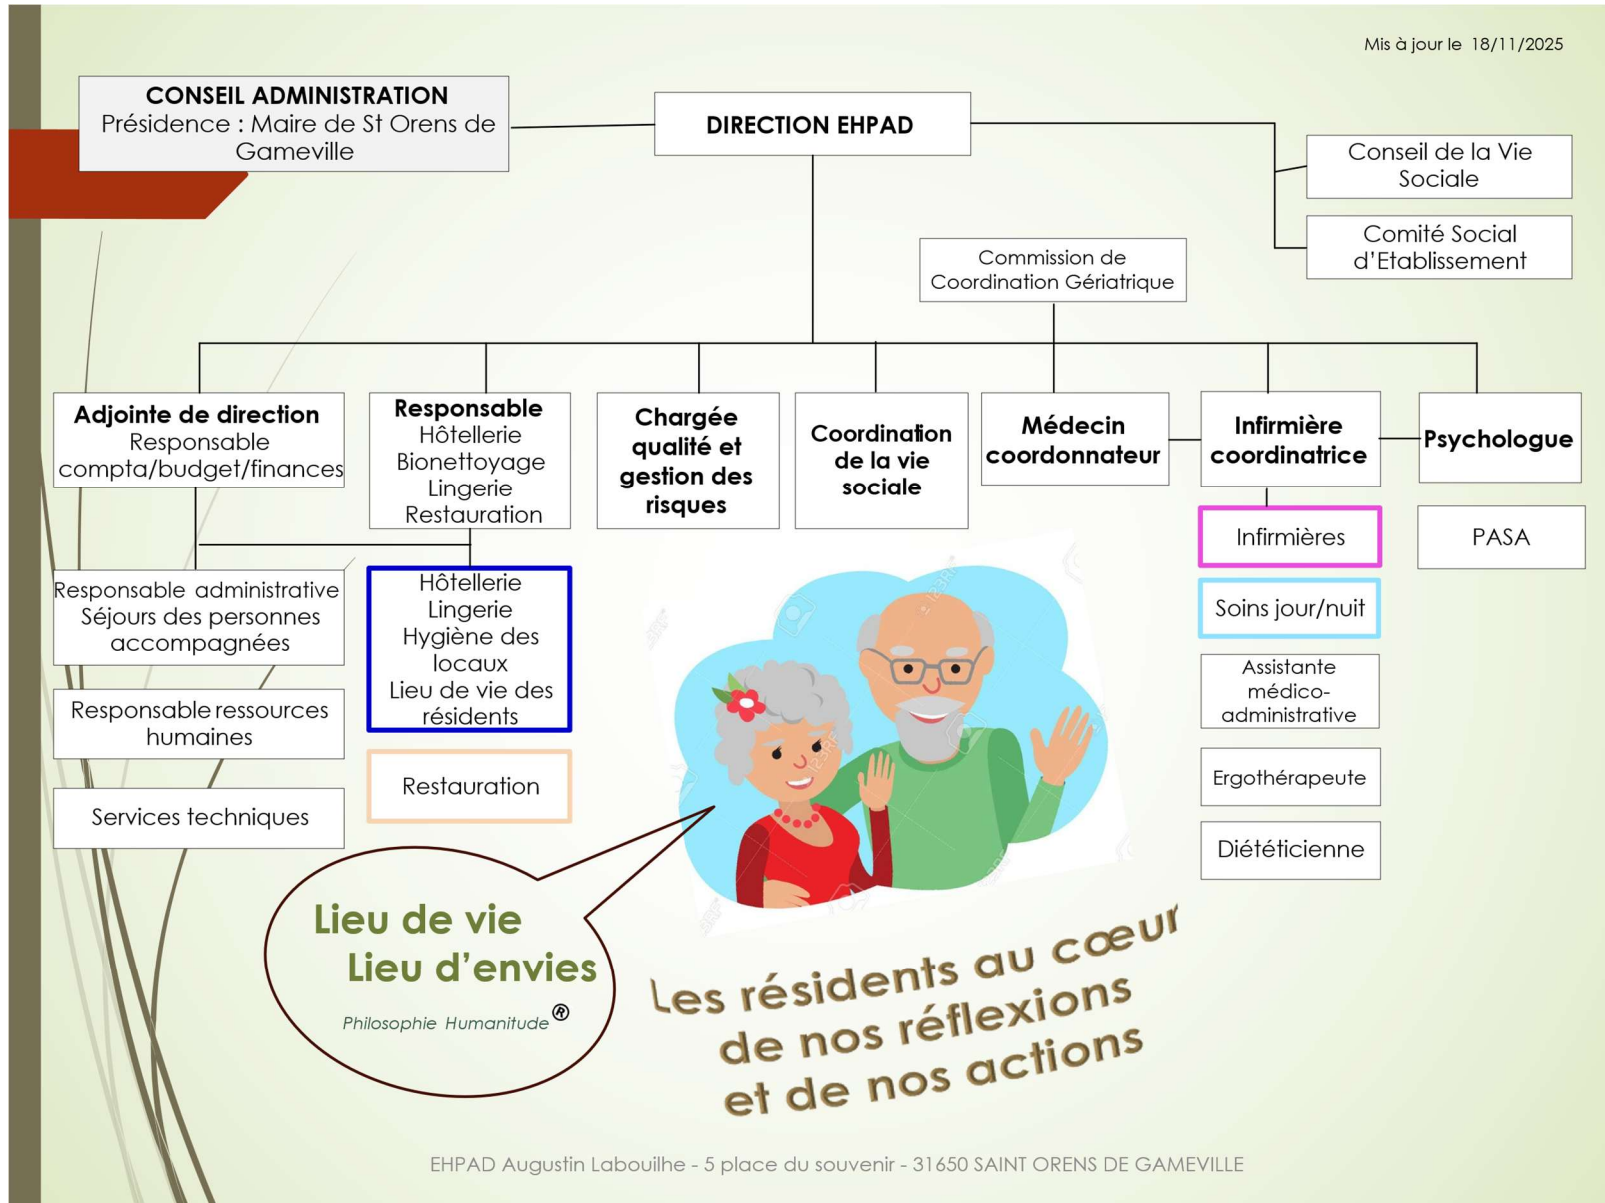 Mis à jour le 18/11/2025
CONSEIL ADMINISTRATION
Présidence : Maire de St Orens de
Gameville
DIRECTION EHPAD
Conseil de la Vie
Sociale
Comité Social
d'Etablissement
Commission de
Coordination Gériatrique
Adjointe de direction
Responsable
compta/budget/finances
Responsable
Hôtellerie
Bionettoyage
Lingerie
Restauration
Chargée
qualité et
gestion des
risques
Coordination
de la vie
sociale
Médecin
coordonnateur
Infirmière
coordinatrice
Psychologue
Responsable administrative
Séjours des personnes
accompagnées
Responsable ressources
humaines
Services techniques
Hôtellerie
Lingerie
Hygiène des
locaux
Lieu de vie des
résidents
Restauration
Infirmières
Soins jour/nuit
Assistante
médico-
administrative
Ergothérapeute
Diététicienne
PASA
123RF
123RF
Lieu de vie
Lieu d'envies
Philosophie Humanitude®
Les résidents au cœur
de nos réflexions
et de nos actions
EHPAD Augustin Labouilhe - 5 place du souvenir - 31650 SAINT ORENS DE GAMEVILLE